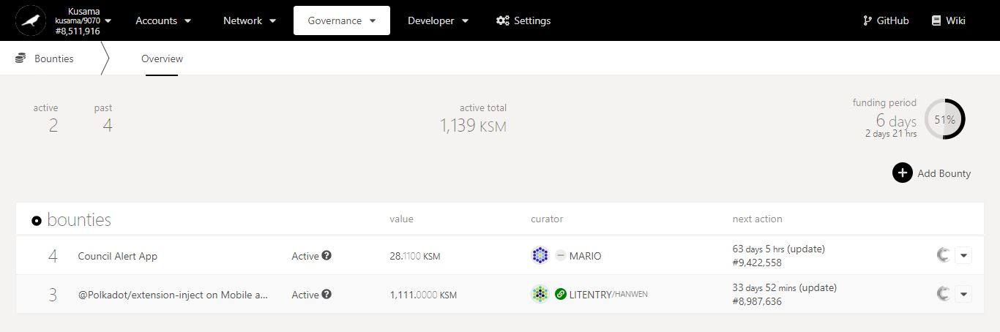 Kusama
kusama/9070
#8,511,916
Accounts
Network
Governance
Developer
Settings
GitHub
Wiki
Bounties
Overview
active
2
past
4
active total
1,139 KSM
funding period
6 days
2 days 21 hrs
51%
Add Bounty
bounties value curator next action
4 Council Alert App Active 28.1100 KSM MARIO 63 days 5 hrs (update)
#9,422,558
3 @Polkadot/extension-inject on Mobile a... Active 1,111.0000 KSM LITENTRY/HANWEN 33 days 52 mins (update)
#8,987,636